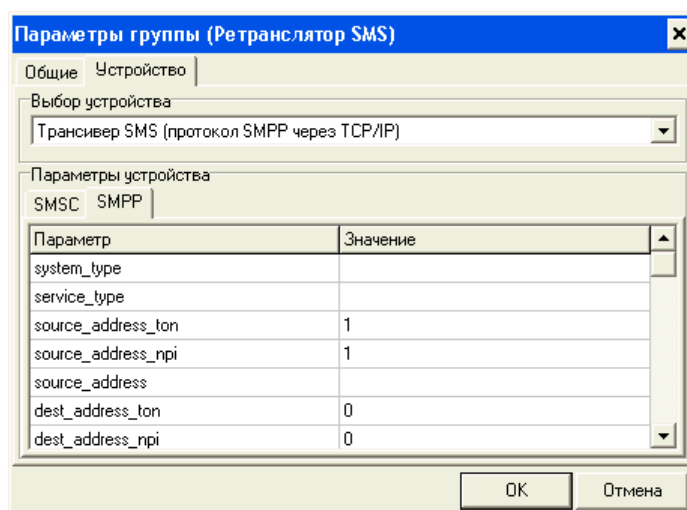 Параметры группы (Ретранслятор SMS)
Общие Устройство
Выбор устройства
Трансивер SMS (протокол SMPP через TCP/IP)
Параметры устройства
SMSC SMPP
Параметр Значение
system_type
service_type
source_address_ton 1
source_address_npi 1
source_address
dest_address_ton 0
dest_address_npi 0
OK Отмена